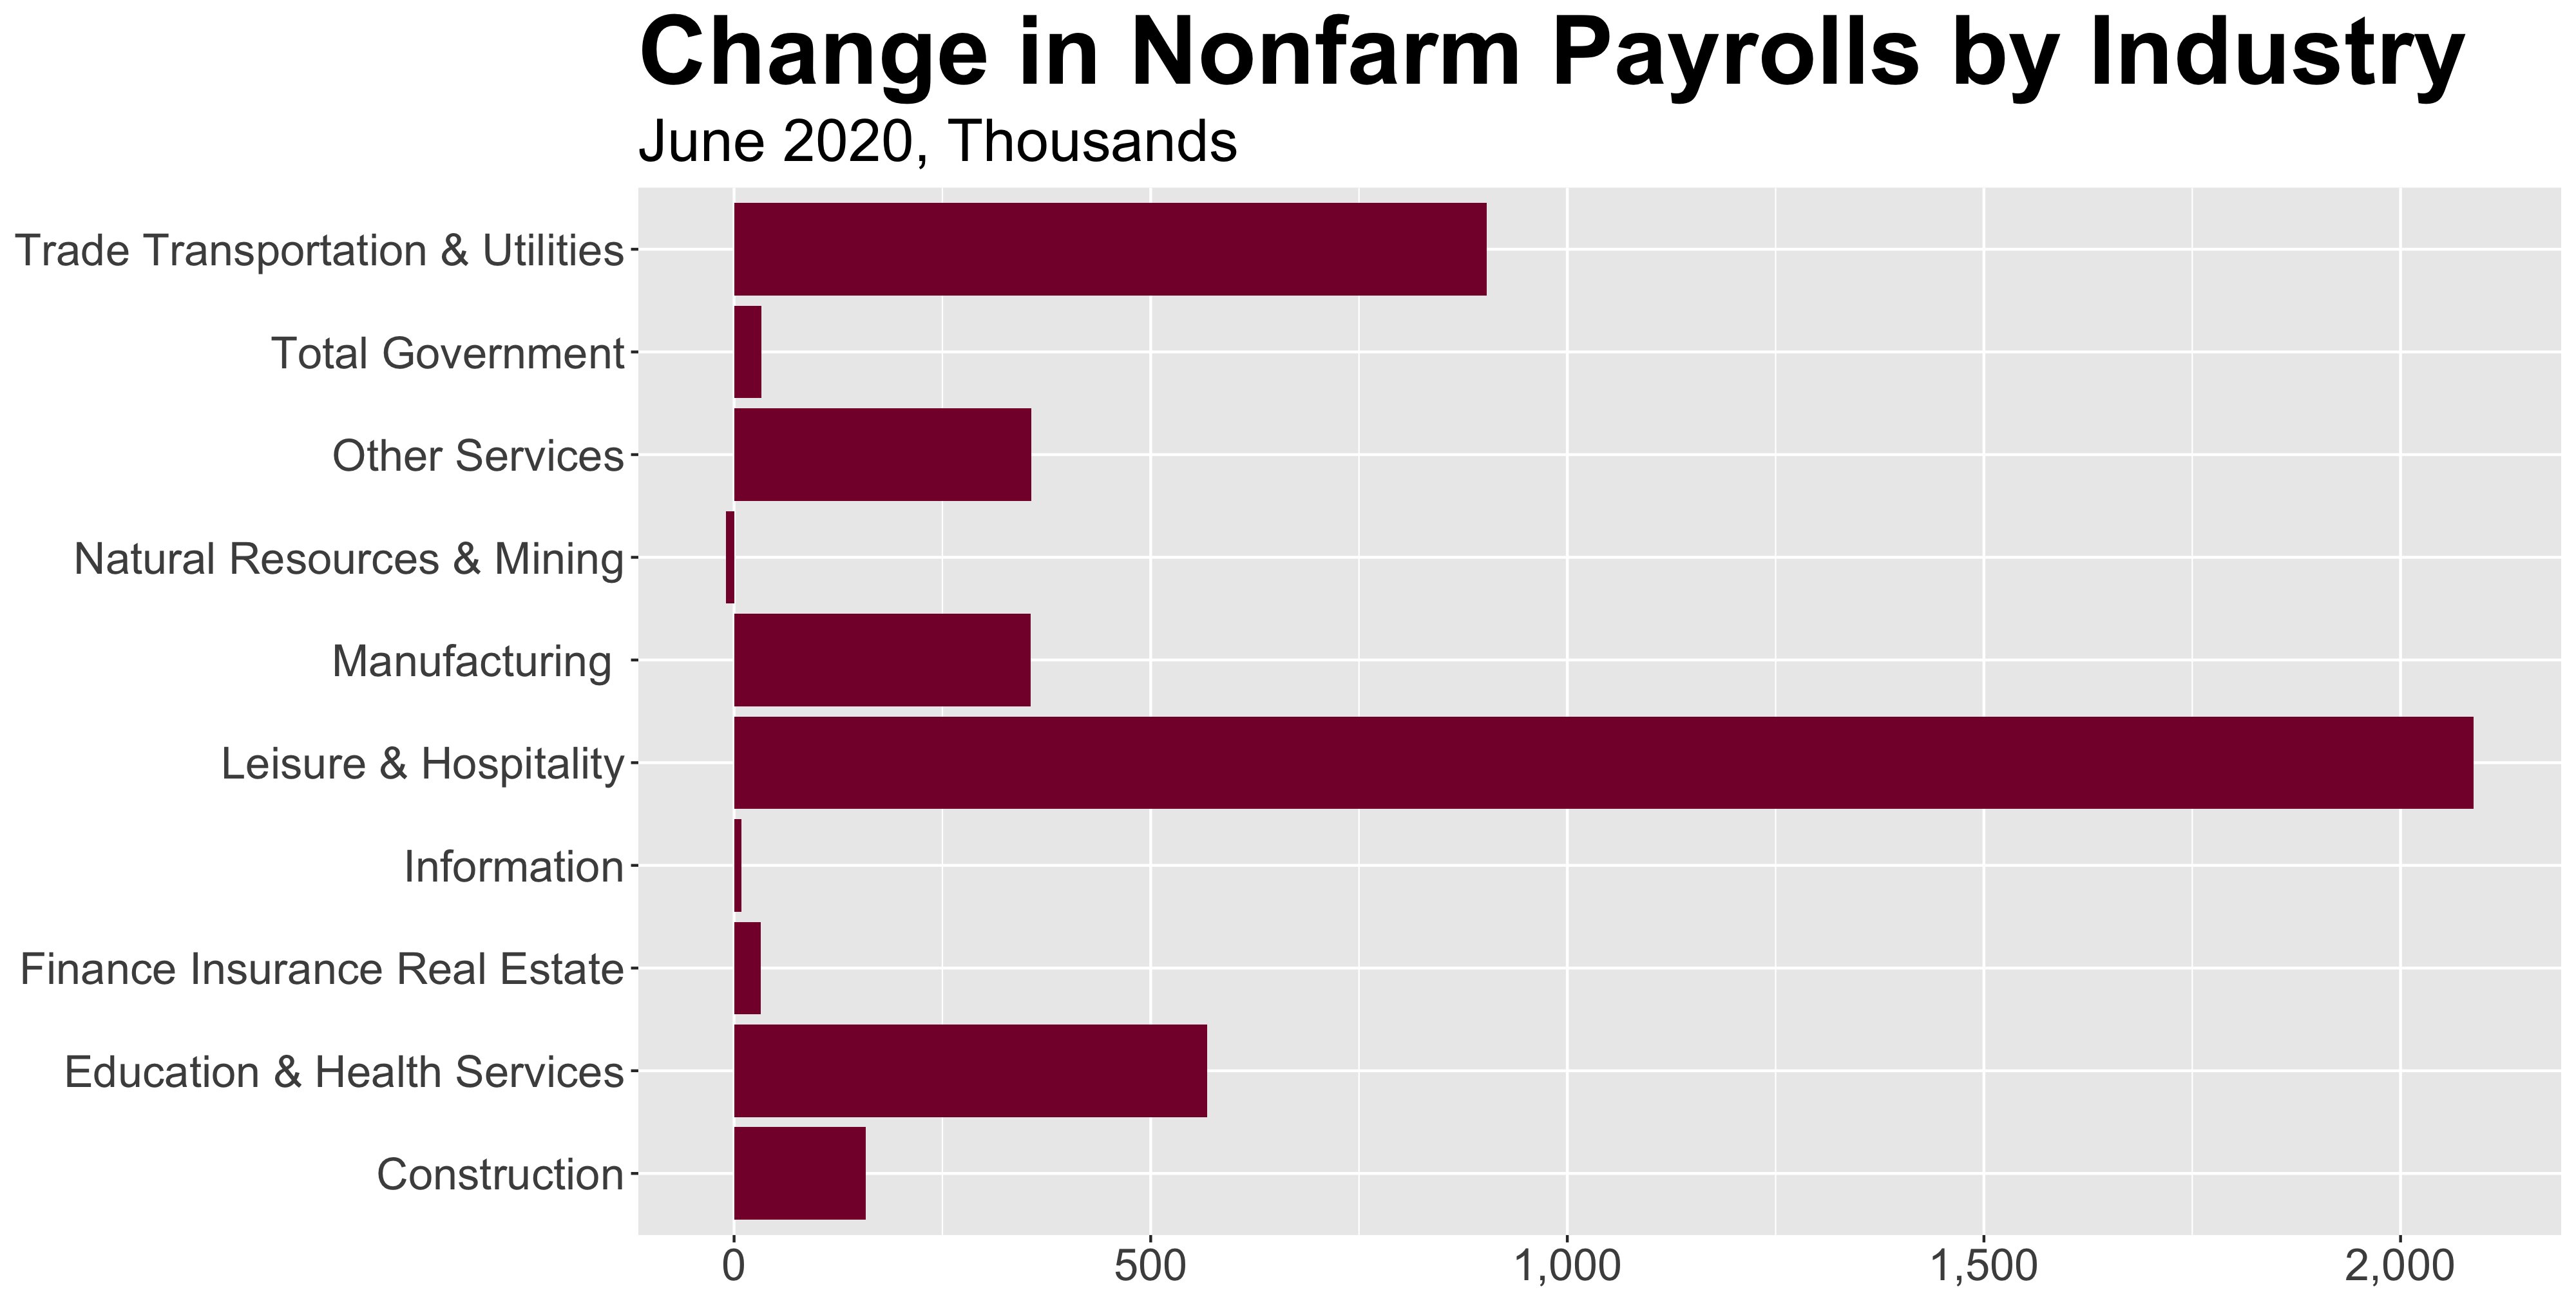 Change in Nonfarm Payrolls by Industry
June 2020, Thousands
Trade Transportation & Utilities
Total Government
Other Services
Natural Resources & Mining
Manufacturing
Leisure & Hospitality
Information
Finance Insurance Real Estate
Education & Health Services
Construction
0 500 1,000 1,500 2,000